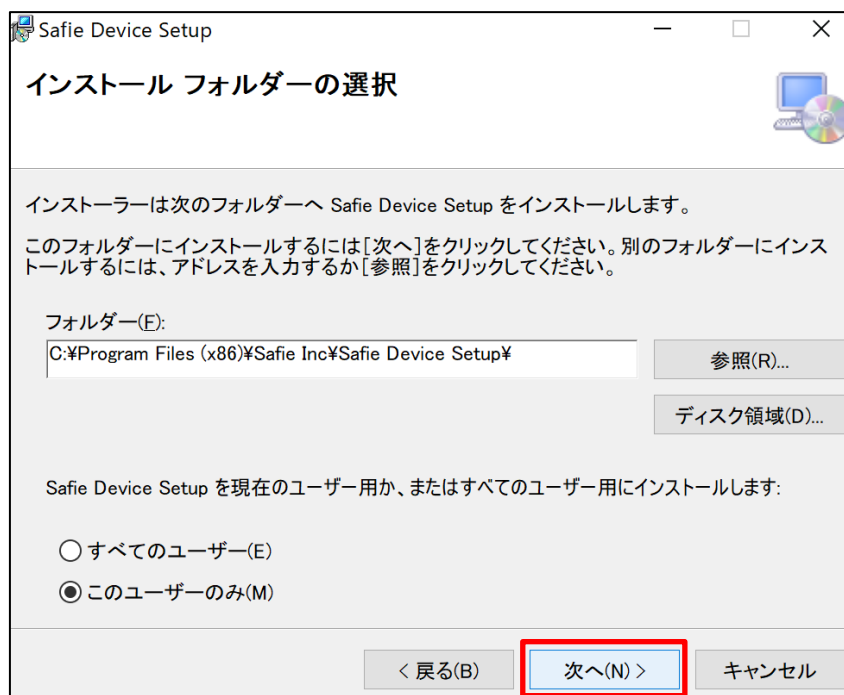 Safie Device Setup
インストール フォルダーの選択
インストーラーは次のフォルダーへ Safie Device Setup をインストールします。
このフォルダーにインストールするには[次へ]をクリックしてください。別のフォルダーにインス
トールするには、アドレスを入力するか[参照]をクリックしてください。
フォルダー(F):
C:¥Program Files (x86)¥Safie Inc¥Safie Device Setup¥
参照(R)...
ディスク領域(D)...
Safie Device Setup を現在のユーザー用か、またはすべてのユーザー用にインストールします:
すべてのユーザー(E)
このユーザーのみ(M)
< 戻る(B) 次へ(N) > キャンセル